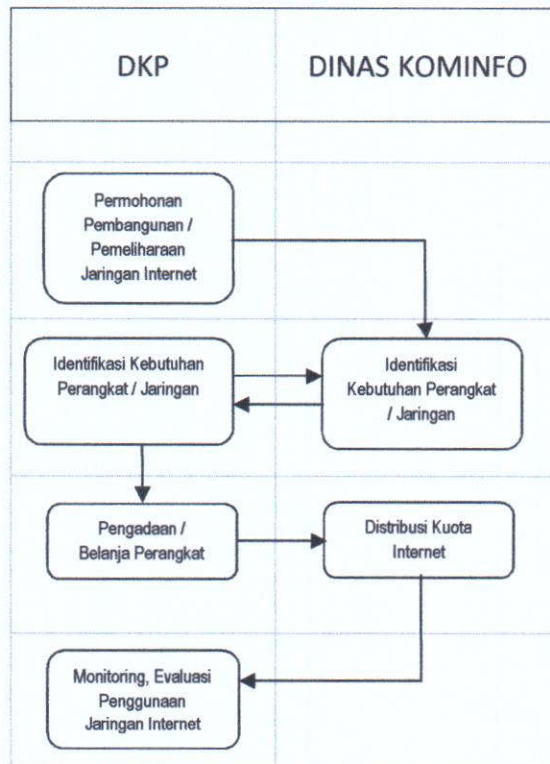 DKP
DINAS KOMINFO
Permohonan
Pembangunan /
Pemeliharaan
Jaringan Internet
Identifikasi Kebutuhan
Perangkat / Jaringan
Identifikasi
Kebutuhan Perangkat
/ Jaringan
Pengadaan /
Belanja Perangkat
Distribusi Kuota
Internet
Monitoring, Evaluasi
Penggunaan
Jaringan Internet